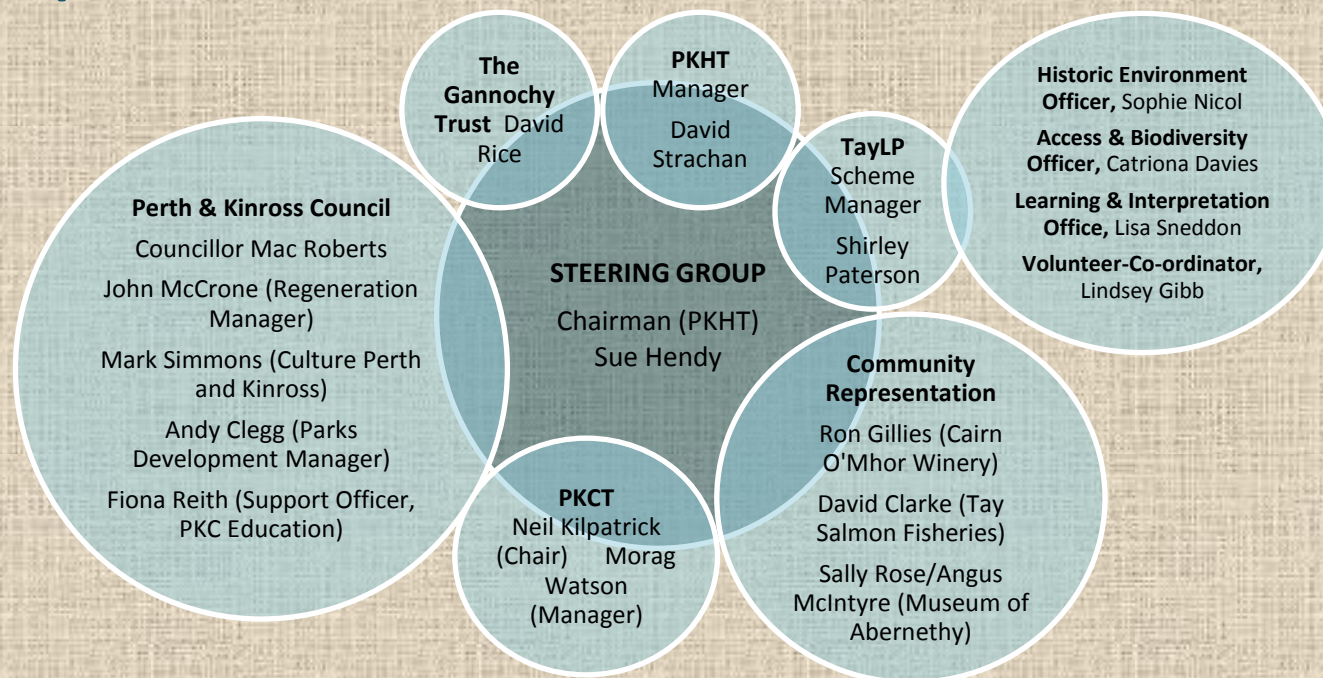 The
Gannochy
Trust David
Rice
PKHT
Manager
David
Strachan
TayLP
Scheme
Manager
Shirley
Paterson
Historic Environment
Officer, Sophie Nicol
Access & Biodiversity
Officer, Catriona Davies
Learning & Interpretation
Office, Lisa Sneddon
Volunteer-Co-ordinator,
Lindsey Gibb
Perth & Kinross Council
Councillor Mac Roberts
John McCrone (Regeneration
Manager)
Mark Simmons (Culture Perth
and Kinross)
Andy Clegg (Parks
Development Manager)
Fiona Reith (Support Officer,
PKC Education)
STEERING GROUP
Chairman (PKHT)
Sue Hendy
PKCT
Neil Kilpatrick
(Chair) Morag
Watson
(Manager)
Community
Representation
Ron Gillies (Cairn
O'Mhor Winery)
David Clarke (Tay
Salmon Fisheries)
Sally Rose/Angus
McIntyre (Museum of
Abernethy)